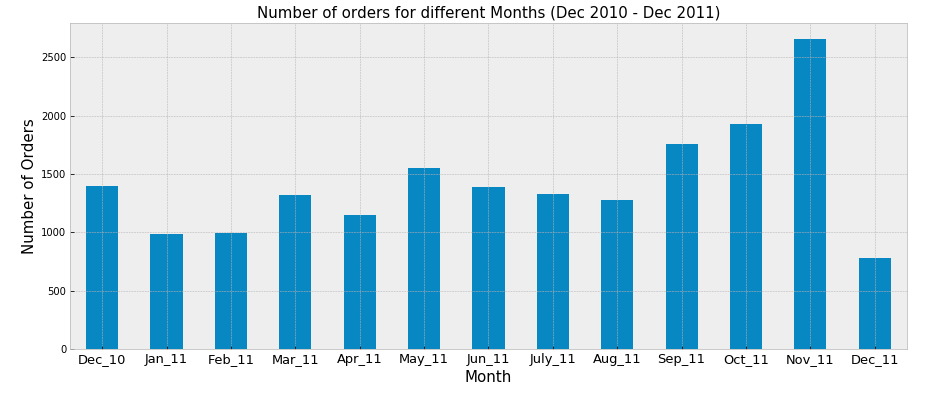 Number of orders for different Months (Dec 2010 - Dec 2011)
Number of Orders
2500
2000
1500
1000
500
0
Dec_10 Jan_11 Feb_11 Mar_11 Apr_11 May_11 Jun_11 July_11 Aug_11 Sep_11 Oct_11 Nov_11 Dec_11
Month